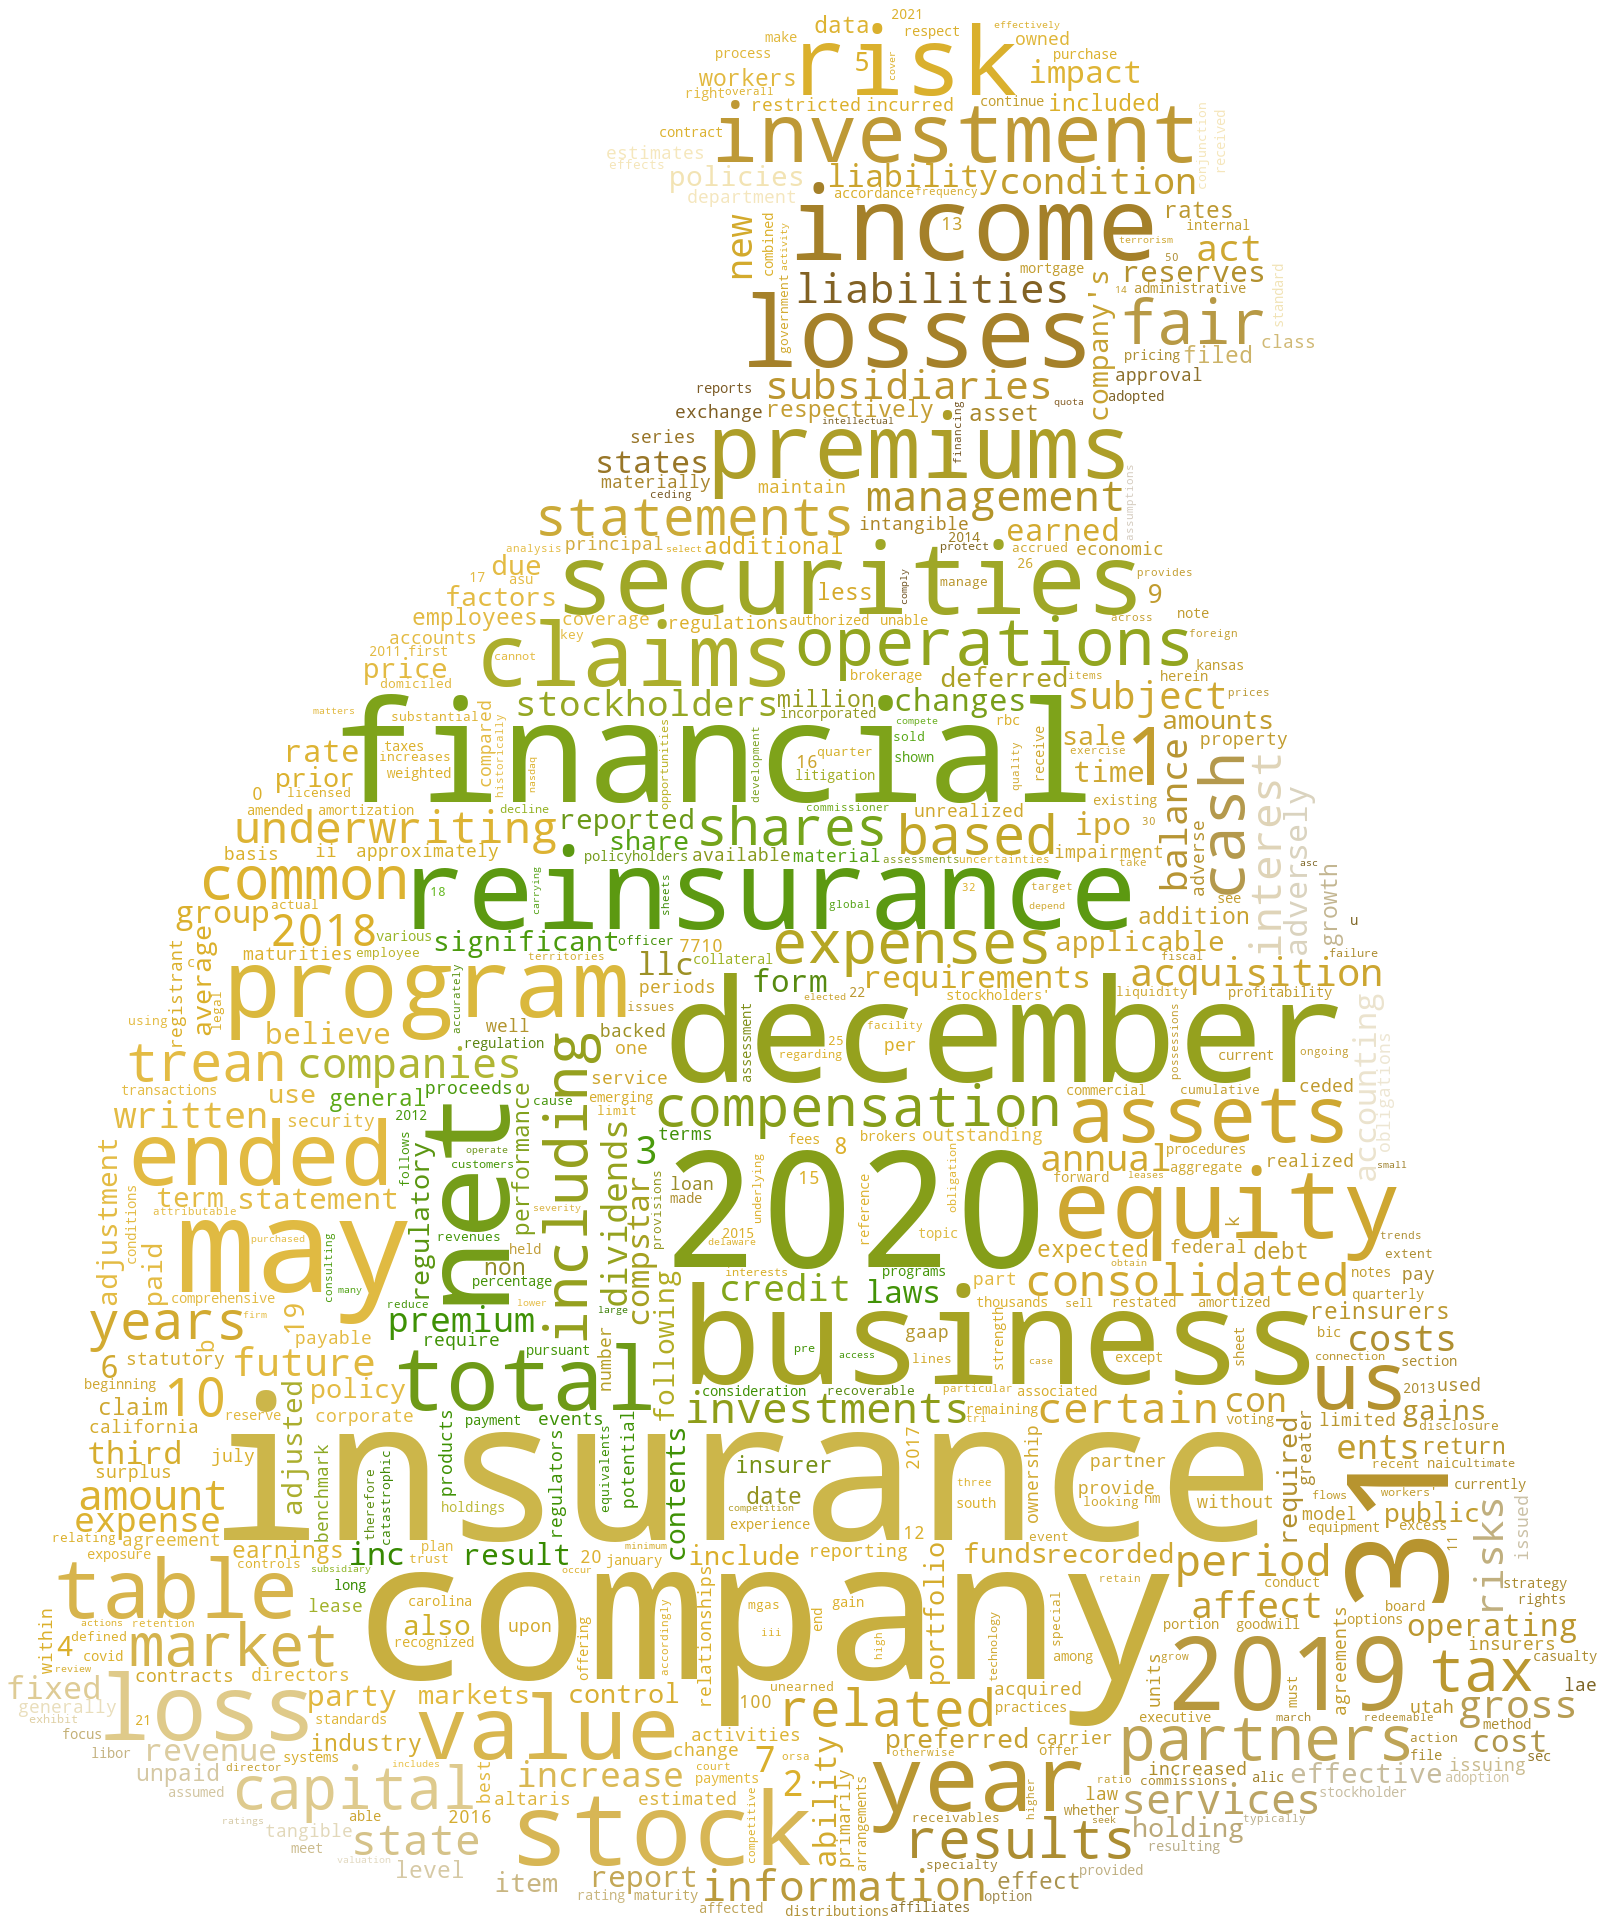 2021 effectively
make data respect owned
risk
process 5 cover purchase
workers impact
right overall
restricted incurred continue included
investment
contract
estimates
effects
conjunction received
policies liability condition
department accordance frequency
income
13
rates
internal
new combined activity government
terrorism act
50
mortgage
reserves
liabilities
14 administrative
standard
losses
company's
fair
class
pricing filed
subsidiaries
reports approval
adopted
exchange respectively asset quota
intellectual financing
premiums
series
states
materially
ceding
maintain
management
assumptions
statements
intangible earned
2014
analysis principal select additional protect accrued economic
due
17 asu
securities
26
provides
factors
less comply manage
9
employees coverage regulations authorized unable across note
accounts key
claims
operations
foreign
2011 first
cannot
price
brokerage deferred items kansas
herein
domiciled
subject
prices
matters
substantial
stockholders million changes
incorporated compete rbc
amounts
financial
sold
rate taxes
increases
compared historically
shown
sale
exercise
1
property
prior weighted
nasdaq opportunities development
16 quarter
litigation
quality receive
time
balance cash interest adversely
0 licensed
amended amortization decline
commissioner unrealized existing
underwriting reported shares based ipo 30
share
basis ii approximately
policyholders available material assessments uncertainties impairment take
adverse
asc
common
reinsurance
18 carrying sheets global 32 target
depend
see
group actual
2018 various
significant officer 7710
expenses applicable addition
growth u
registrant
maturities employee
territories
llc collateral
fiscal
failure
c average
legal
program
accurately
issues periods
form requirements
elected 22 stockholders'
acquisition
liquidity profitability
december
using
believe
well
regulation
backed
one
assessment
facility
25 per
regarding
possessions current ongoing
accounting obligations
trean companies
transactions
use general proceeds
service
emerging
commercial cumulative ceded
written security 2012 cause limit
compensation
assets
ended
net
including
operate
customers
follows performance
3 terms
fees 8 brokers outstanding
annual procedures
aggregate realized
small
dividends
loan
made
underlying 15
2020
reference obligation
forward leases
adjustment conditions
term statement
attributable
regulatory
severity
compstar provisions
equity
k
may
paid purchased
consulting
revenues
held non
percentage
2015
delaware
topic
expected federal debt
trends
extent
obtain
comprehensive many reduce lower large
interests
credit laws programs
part
thousands sell restated amortized
consolidated notes pay
quarterly
years
b 19
firm premium
require
payable
business
gaap
lines
strength
reinsurers
bic costs
sheet
6 statutory future
pursuant
number following
pre access
case
except
connection section
beginning
total
policy
consideration recoverable particular associated
us
2013 used
claim 10 reserve
california
corporate payment events
investments remaining
tri
certain con
voting limited gains
disclosure
third
july
adjusted benchmark
products
regulators equivalents potential
contents
insurer
date
2017
ownership partner
required greater
ents return
surplus
insurance
therefore catastrophic
holdings
three
south
provide
looking nm
without
recent naic ultimate
amount
competition
experience
31
flows workers' currently
model public
expense
12 event
equipment excess
relating agreement
exposure earnings
controls
inc plan
trust
result 20 minimum
january include reporting
funds recorded period
11 risks issued
subsidiary occur
long
lease
relationships
portfolio
retain
conduct
strategy
rights
table
carolina
company
mgas gain
affect board
actions retention
within 4 defined
covid
market also
recognized upon
offering
accordingly
iii end
high technology special among
portion goodwill
options
agreements operating
insurers
review
contracts directors
2019
casualty
tax lae
fixed
generally
exhibit
loss
party markets control 100 unearned
related acquired
practices
units grow must
utah gross
21 standards
value
activities
executive march redeemable
method
focus
libor revenue
industry
systems
includes
change
7 orsa
preferred
otherwise carrier
offer
partners
action
file
cost
sec
unpaid director
capital
best increase
court
payments
year
ratio increased
commissions alic effective
issuing
adoption
assumed
2016 altaris
stock
estimated 2
competitive
ability primarily arrangements
higher law
whether
seek
services
stockholder
ratings
able
tangible
meet
state
receivables
results
holding
typically
resulting
valuation level
item report
specialty
effect provided
rating maturity
information
option
affected distributions affiliates